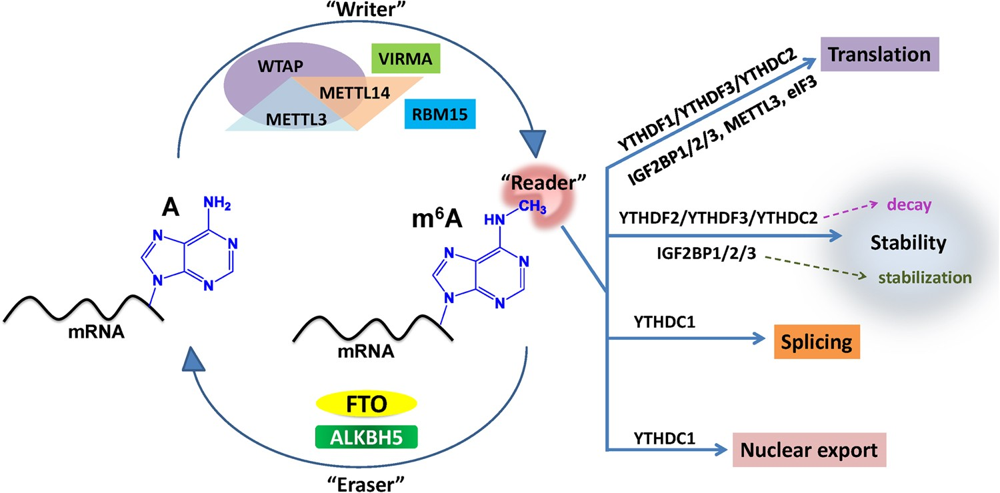 “Writer”
WTAP
VIRMA
METTL14
METTL3
RBM15
“Reader”
A
NH2
N
N
N
N
mRNA
m6A
CH3
HN
N
N
N
N
mRNA
FTO
ALKBH5
“Eraser”
YTHDF1/YTHDF3/YTHDC2
IGF2BP1/2/3, METTL3, eIF3
Translation
YTHDF2/YTHDF3/YTHDC2
IGF2BP1/2/3
decay
Stability
stabilization
YTHDC1
Splicing
YTHDC1
Nuclear export